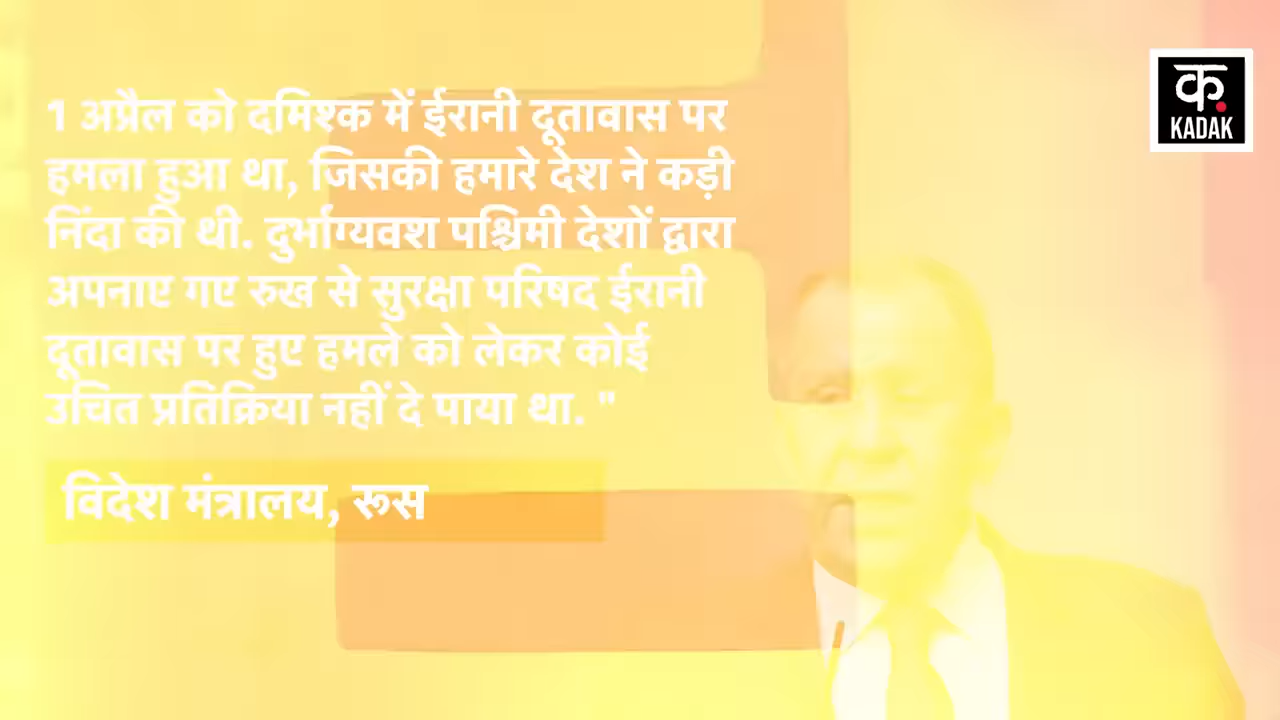 1 अप्रैल को दमिश्क में ईरानी दूतावास पर
हमला हुआ था, जिसकी हमारे देश ने कड़ी
निंदा की थी. दुर्भाग्यवश पश्चिमी देशों द्वारा
अपनाए गए रुख से सुरक्षा परिषद ईरानी
दूतावास पर हुए हमले को लेकर कोई
उचित प्रतिक्रिया नहीं दे पाया था. "
विदेश मंत्रालय, रूस
क
KADAK